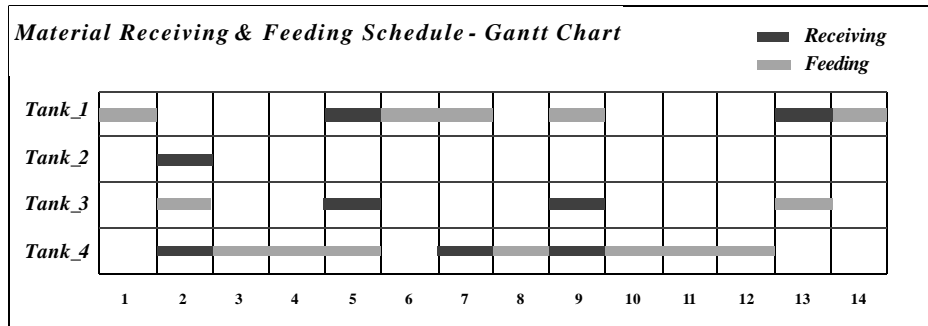 Material Receiving & Feeding Schedule - Gantt Chart
Receiving
Feeding
Tank_1
Tank_2
Tank_3
Tank_4
1 2 3 4 5 6 7 8 9 10 11 12 13 14